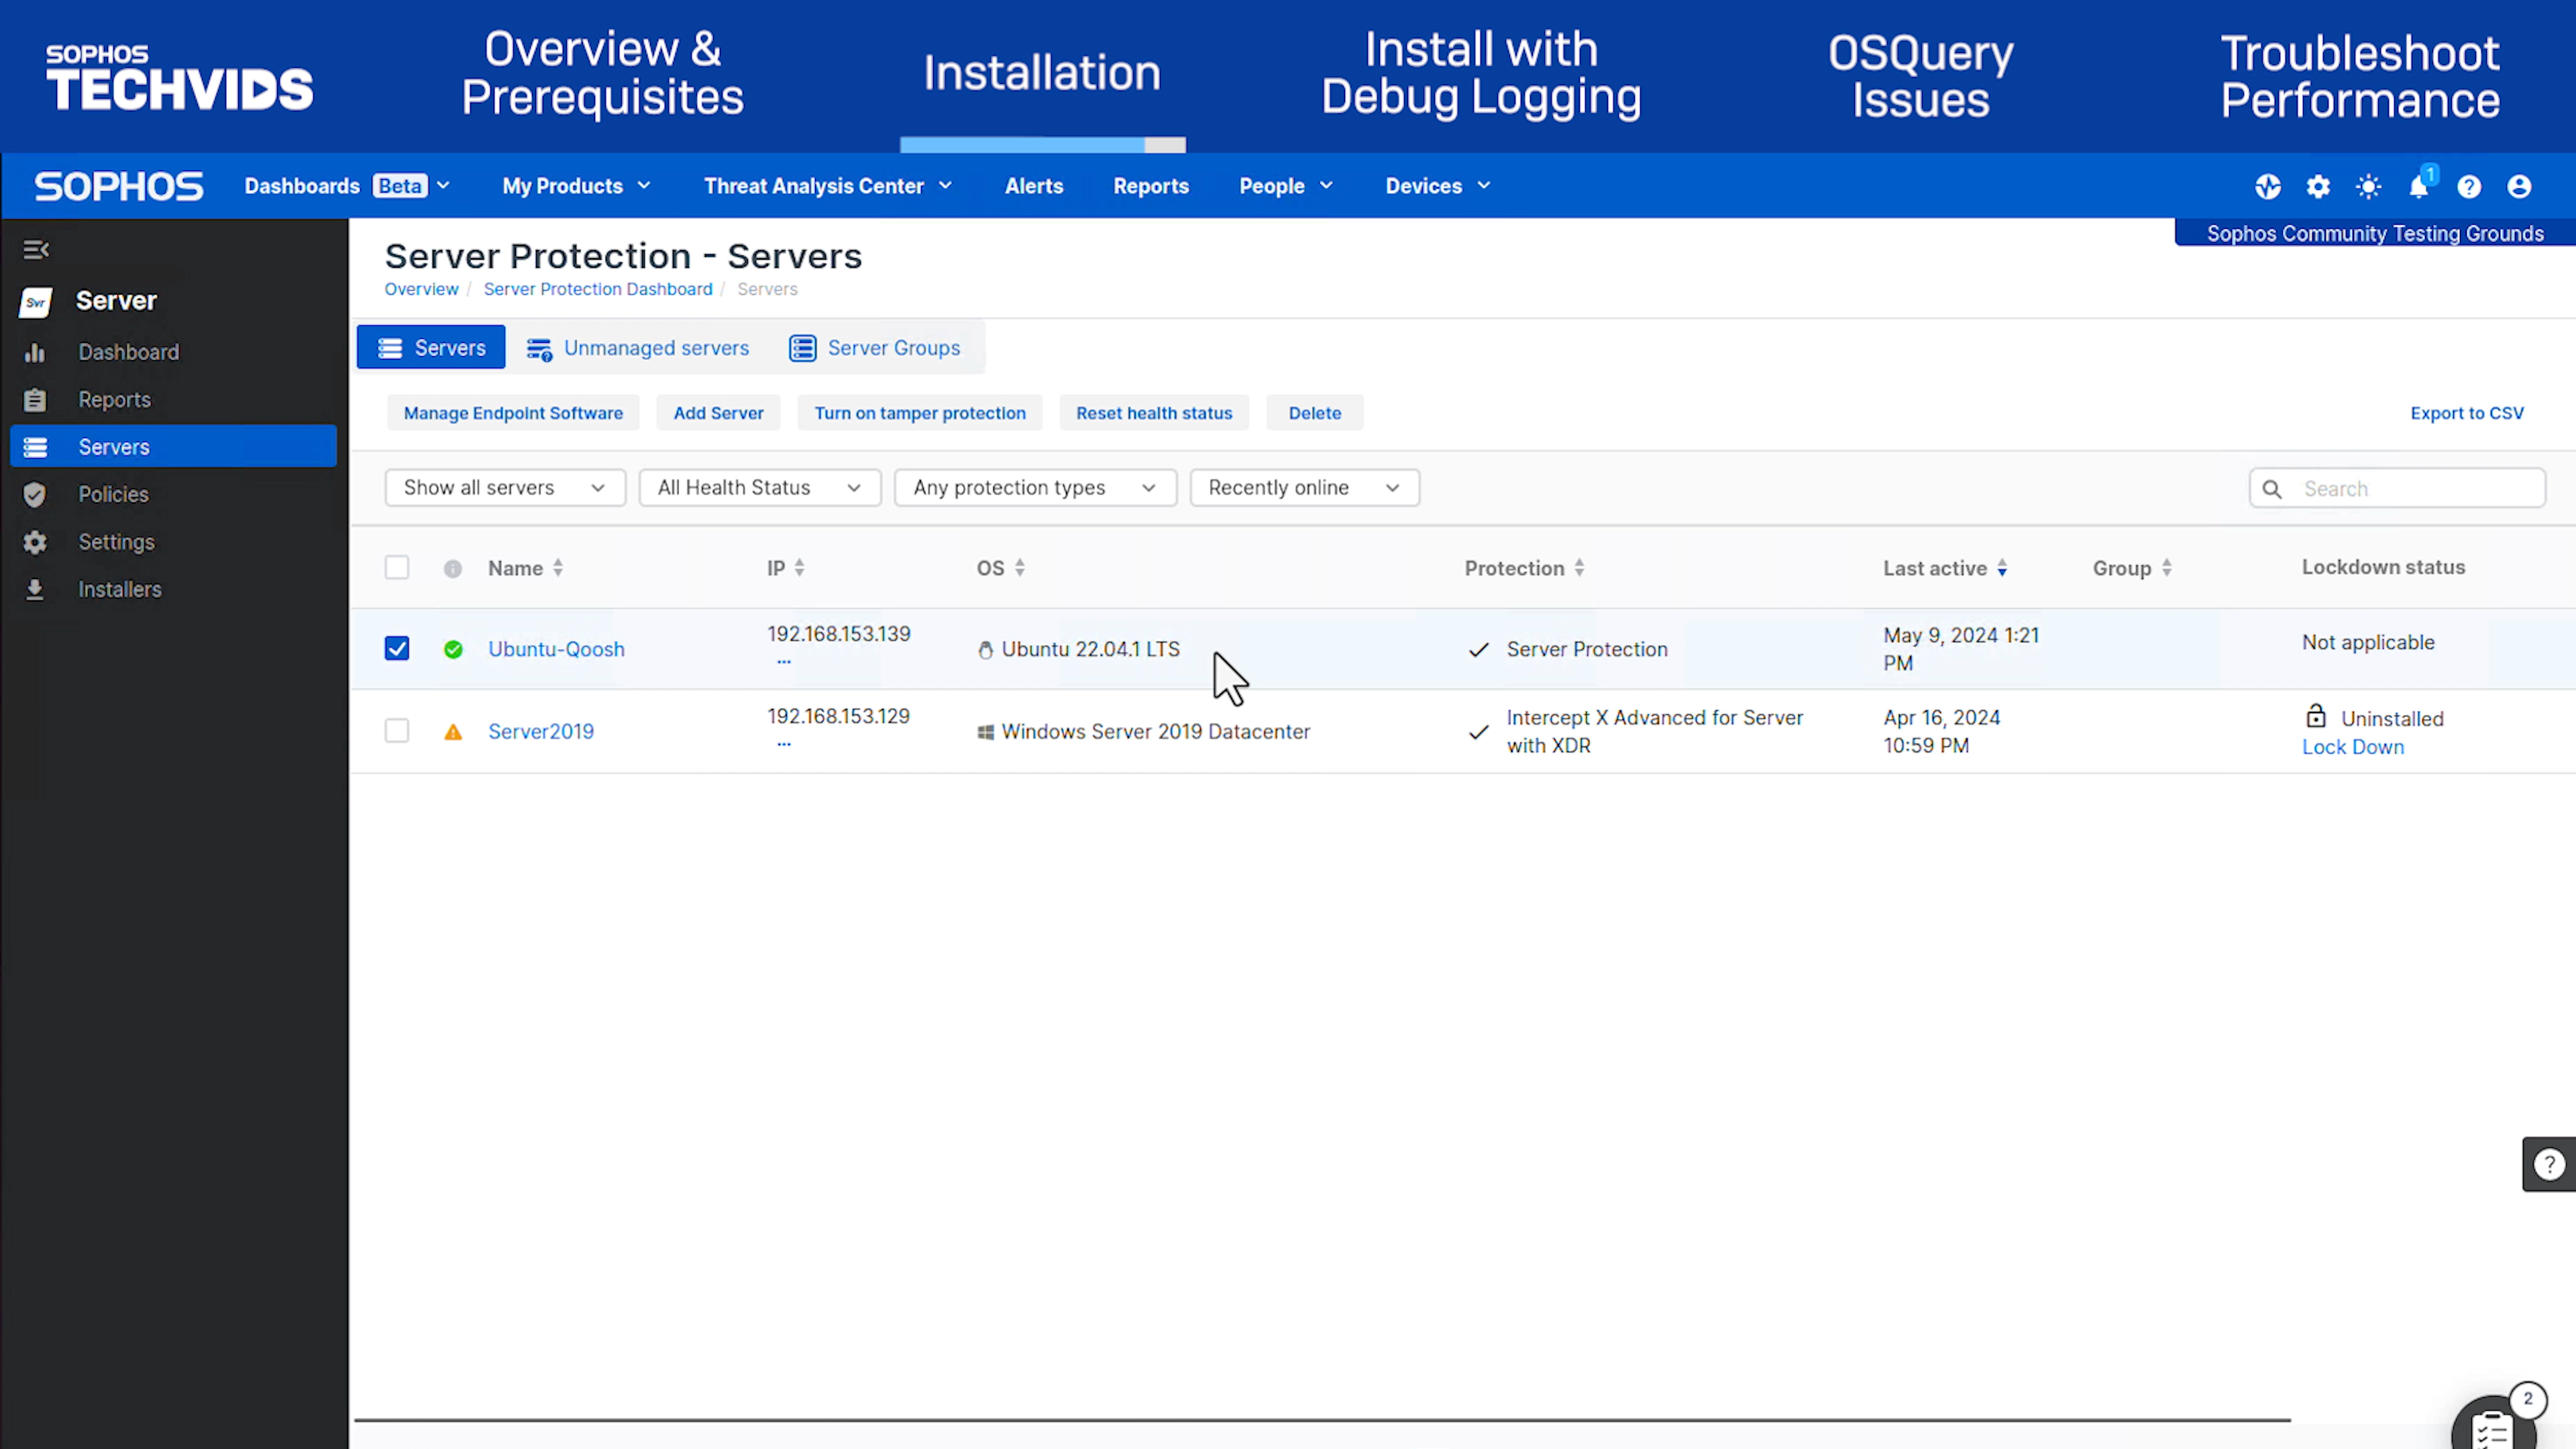 SOPHOS
TECHVIDS
Overview &
Prerequisites
Installation
Install with
Debug Logging
OSQuery
Issues
Troubleshoot
Performance
SOPHOS
Dashboards Beta
My Products
Threat Analysis Center
Alerts
Reports
People
Devices
1
Sophos Community Testing Grounds
Svr Server
Dashboard
Reports
Servers
Policies
Settings
Installers
Server Protection - Servers
Overview / Server Protection Dashboard / Servers
Servers
Unmanaged servers
Server Groups
Manage Endpoint Software
Add Server
Turn on tamper protection
Reset health status
Delete
Export to CSV
Show all servers
All Health Status
Any protection types
Recently online
Search
Name
IP
OS
Protection
Last active
Group
Lockdown status
Ubuntu-Qoosh
192.168.153.139
...
Ubuntu 22.04.1 LTS
Server Protection
May 9, 2024 1:21
PM
Not applicable
Server2019
192.168.153.129
...
Windows Server 2019 Datacenter
Intercept X Advanced for Server
with XDR
Apr 16, 2024
10:59 PM
Uninstalled
Lock Down
?
2